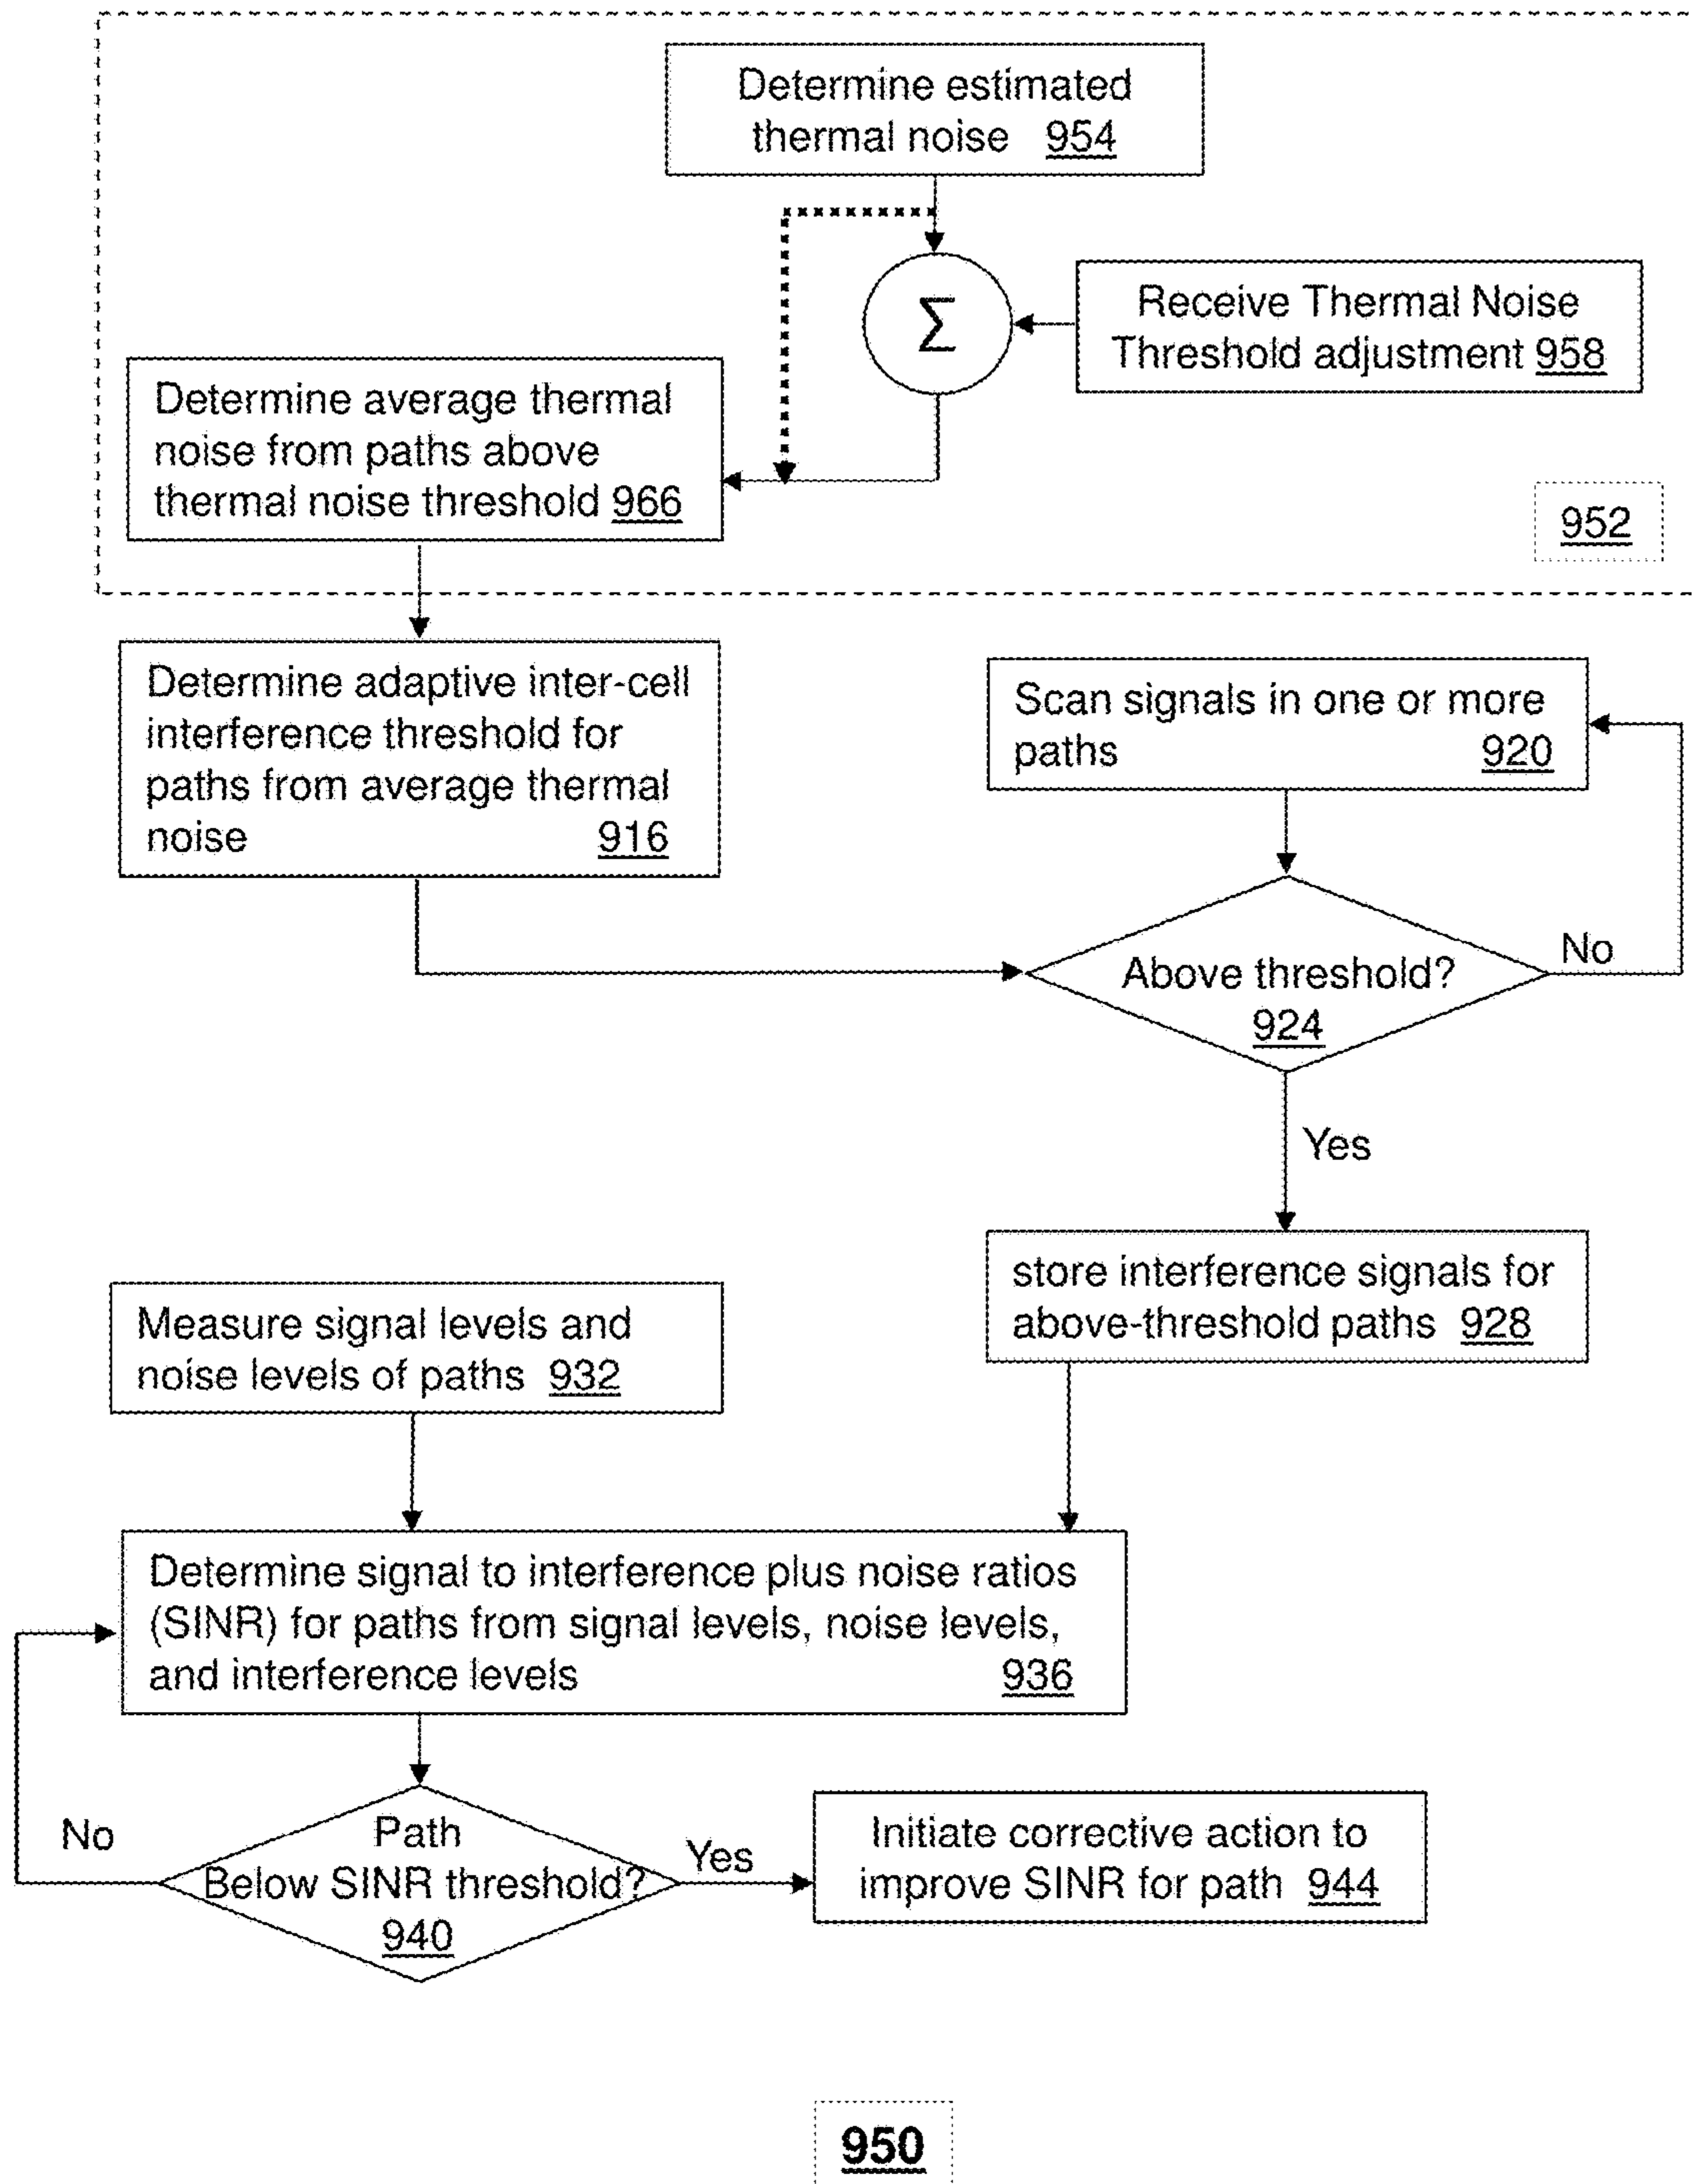 Determine estimated
thermal noise 954
Σ
Receive Thermal Noise
Threshold adjustment 958
Determine average thermal
noise from paths above
thermal noise threshold 966
952
Determine adaptive inter-cell
interference threshold for
paths from average thermal
noise 916
Scan signals in one or more
paths 920
Above threshold?
924
No
Yes
store interference signals for
above-threshold paths 928
Measure signal levels and
noise levels of paths 932
Determine signal to interference plus noise ratios
(SINR) for paths from signal levels, noise levels,
and interference levels 936
No
Path
Below SINR threshold?
940
Yes
Initiate corrective action to
improve SINR for path 944
950